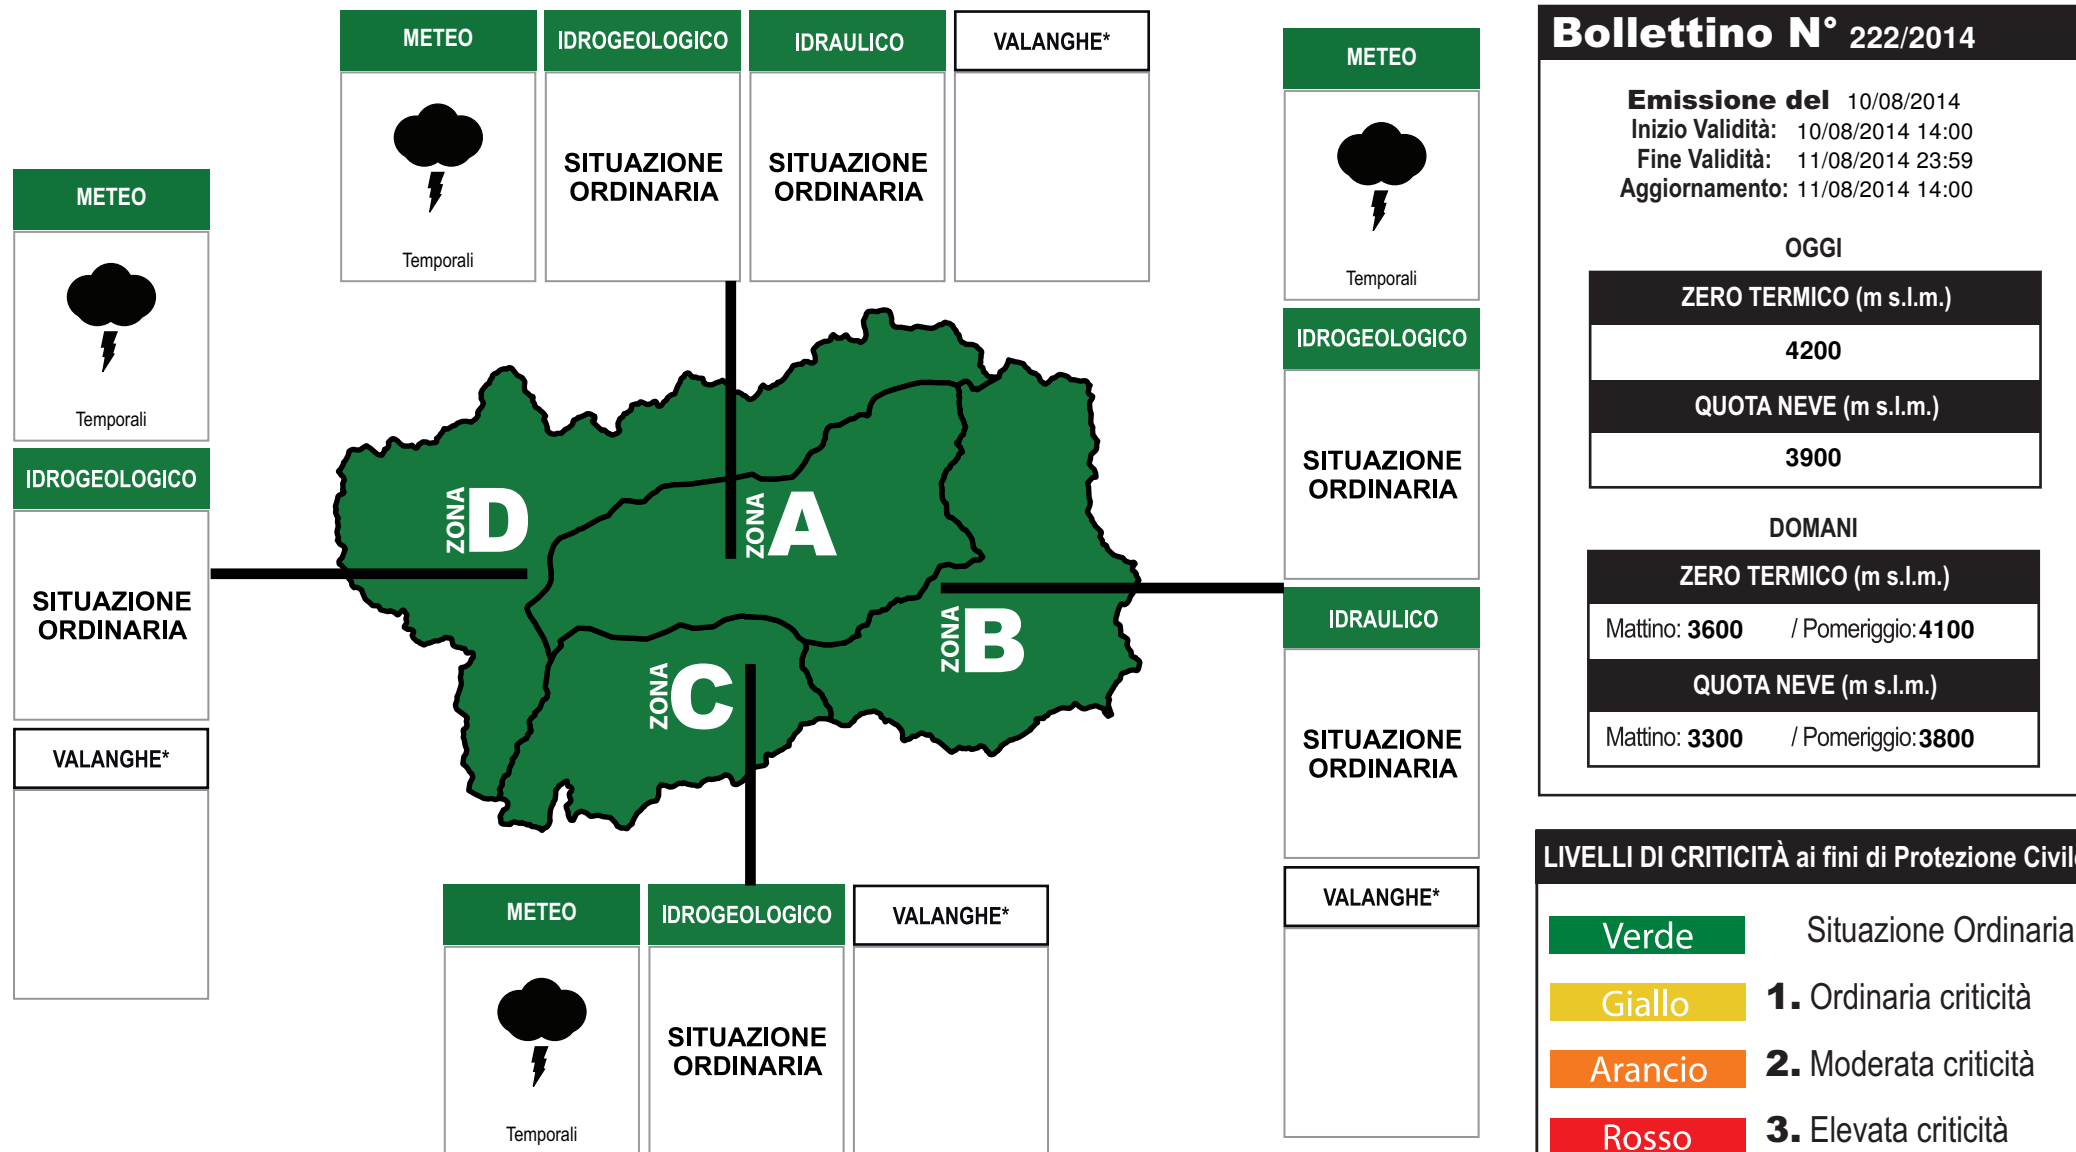 METEO
IDROGEOLOGICO
IDRAULICO
VALANGHE*
Temporali
SITUAZIONE
ORDINARIA
SITUAZIONE
ORDINARIA
METEO
Temporali
IDROGEOLOGICO
SITUAZIONE
ORDINARIA
VALANGHE*
METEO
Temporali
IDROGEOLOGICO
SITUAZIONE
ORDINARIA
IDRAULICO
SITUAZIONE
ORDINARIA
VALANGHE*
ZONA D
ZONA A
ZONA B
ZONA C
METEO
IDROGEOLOGICO
VALANGHE*
Temporali
SITUAZIONE
ORDINARIA
Bollettino N° 222/2014
Emissione del 10/08/2014
Inizio Validità: 10/08/2014 14:00
Fine Validità: 11/08/2014 23:59
Aggiornamento: 11/08/2014 14:00
OGGI
ZERO TERMICO (m s.l.m.)
4200
QUOTA NEVE (m s.l.m.)
3900
DOMANI
ZERO TERMICO (m s.l.m.)
Mattino: 3600 / Pomeriggio: 4100
QUOTA NEVE (m s.l.m.)
Mattino: 3300 / Pomeriggio: 3800
LIVELLI DI CRITICITÀ ai fini di Protezione Civile
Verde Situazione Ordinaria
Giallo 1. Ordinaria criticità
Arancio 2. Moderata criticità
Rosso 3. Elevata criticità